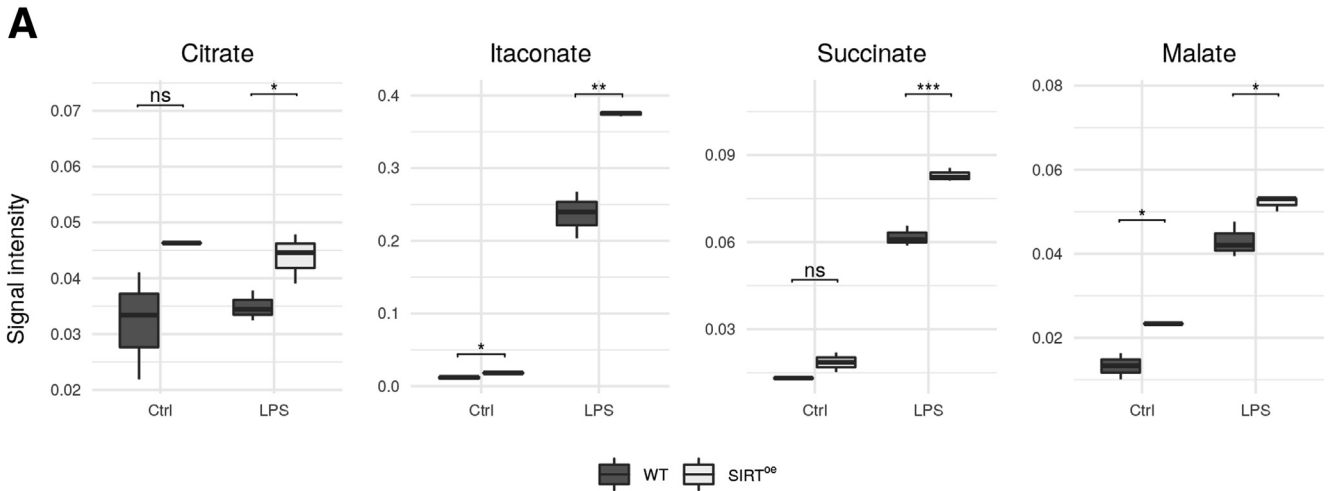 A
Citrate
Itaconate
Succinate
Malate
Signal intensity
0.07
0.06
0.05
0.04
0.03
0.02
ns
*
Ctrl
LPS
0.4
0.3
0.2
0.1
0.0
*
**
Ctrl
LPS
0.09
0.06
0.03
ns
***
Ctrl
LPS
0.08
0.06
0.04
0.02
*
*
Ctrl
LPS
WT
SIRTᵒᵉ